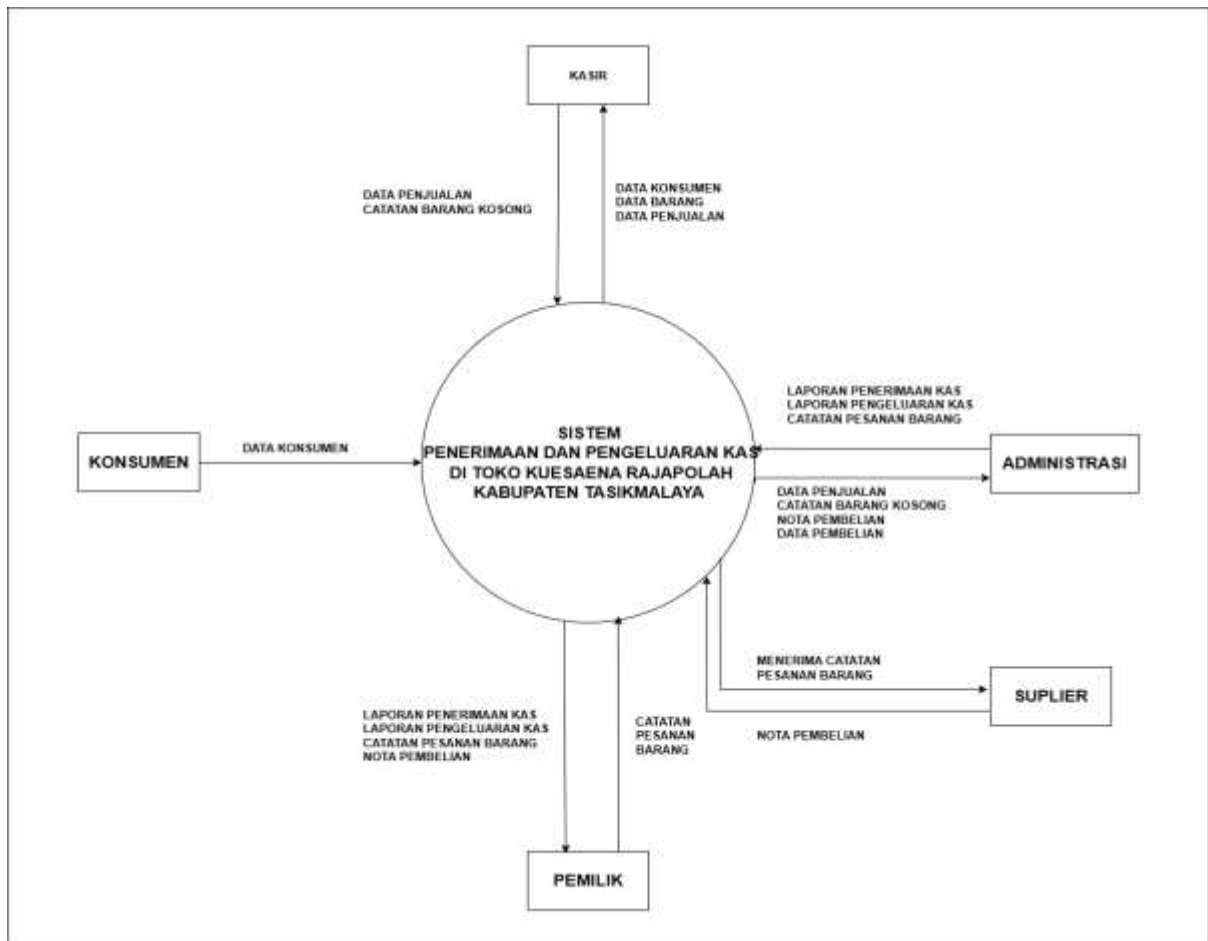 KASIR
DATA PENJUALAN
CATATAN BARANG KOSONG
DATA KONSUMEN
DATA BARANG
DATA PENJUALAN
KONSUMEN
DATA KONSUMEN
SISTEM
PENERIMAAN DAN PENGELUARAN KAS
DI TOKO KUESAENA RAJAPOLAH
KABUPATEN TASIKMALAYA
LAPORAN PENERIMAAN KAS
LAPORAN PENGELUARAN KAS
CATATAN PESANAN BARANG
ADMINISTRASI
DATA PENJUALAN
CATATAN BARANG KOSONG
NOTA PEMBELIAN
DATA PEMBELIAN
MENERIMA CATATAN
PESANAN BARANG
SUPLIER
NOTA PEMBELIAN
LAPORAN PENERIMAAN KAS
LAPORAN PENGELUARAN KAS
CATATAN PESANAN BARANG
NOTA PEMBELIAN
CATATAN
PESANAN
BARANG
PEMILIK